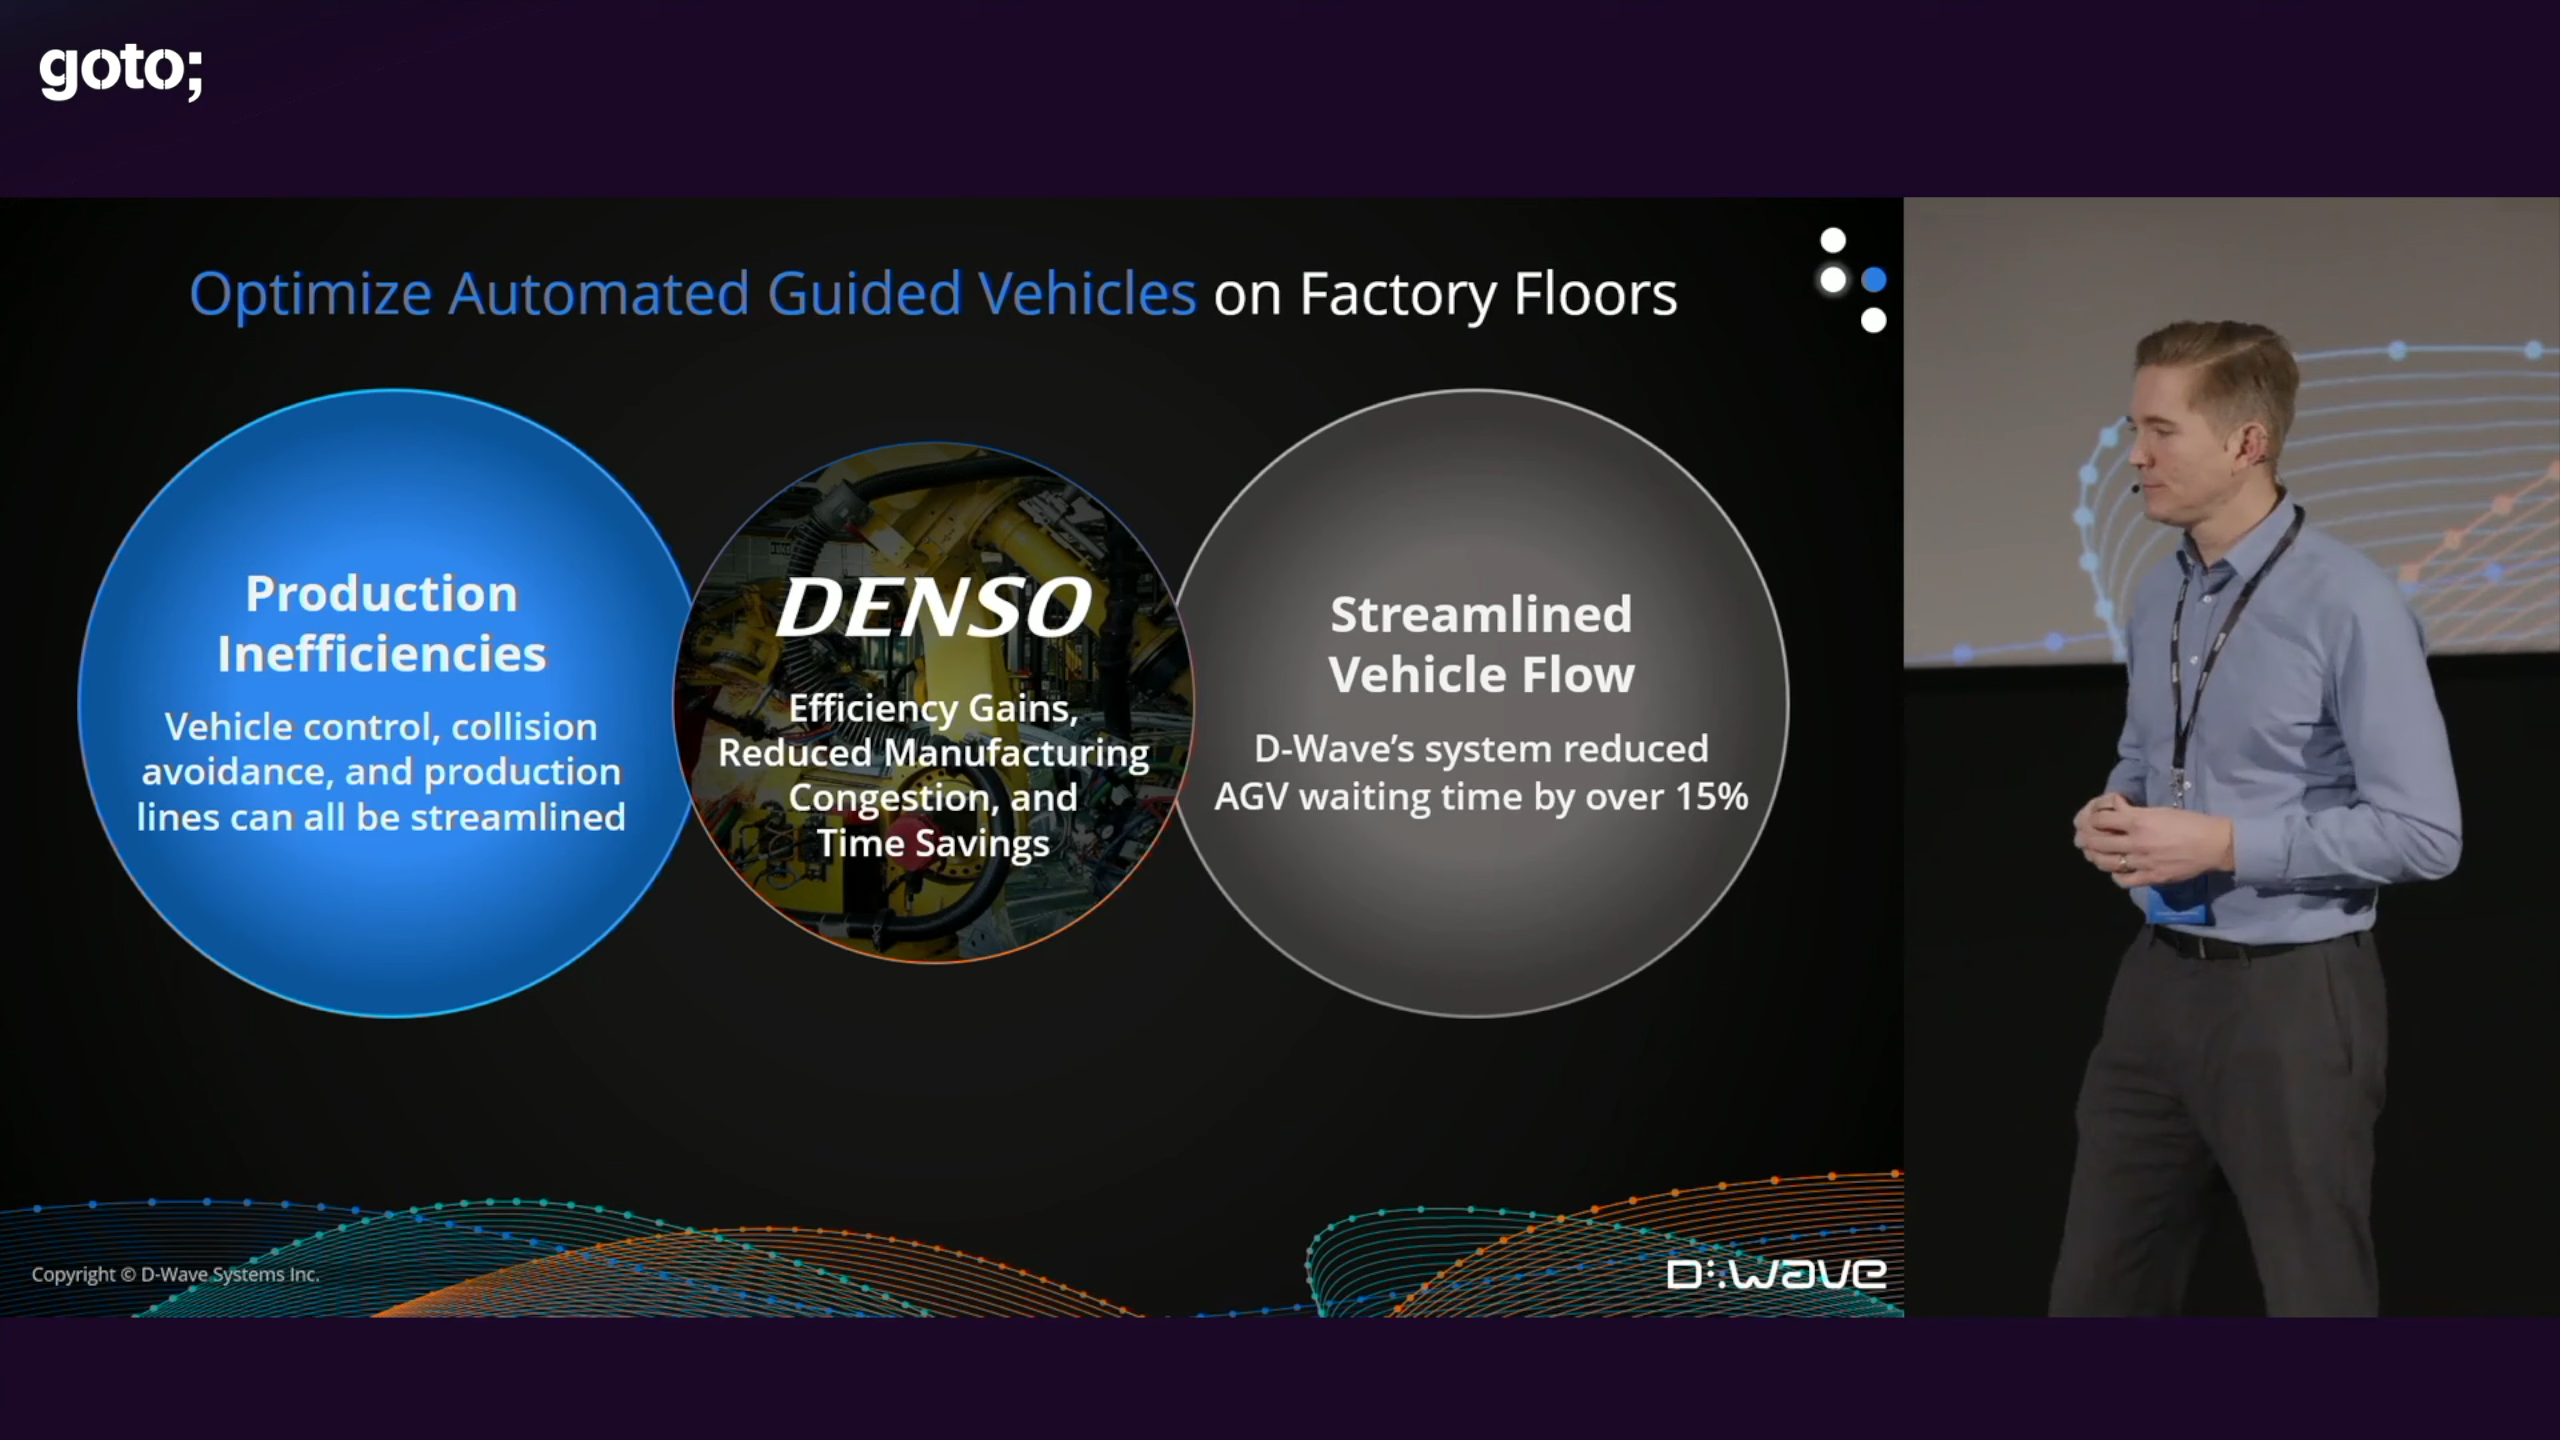 goto;
Optimize Automated Guided Vehicles on Factory Floors
Production
Inefficiencies
Vehicle control, collision
avoidance, and production
lines can all be streamlined
DENSO
Efficiency Gains,
Reduced Manufacturing
Congestion, and
Time Savings
Streamlined
Vehicle Flow
D-Wave’s system reduced
AGV waiting time by over 15%
Copyright © D-Wave Systems Inc.
D:Wave